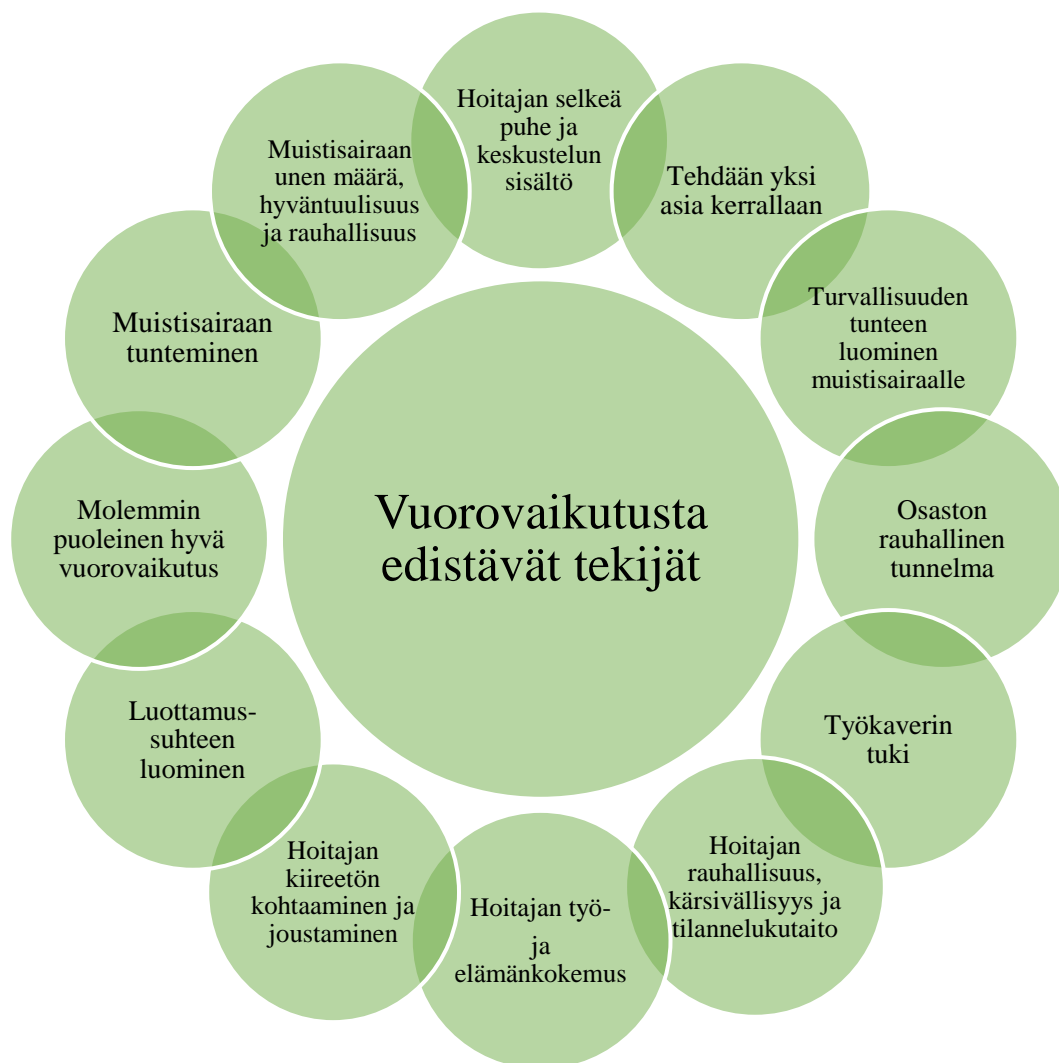 Hoitajan selkeä
puhe ja
keskustelun
sisältö
Tehdään yksi
asia kerrallaan
Turvallisuuden
tunteen
luominen
muistisairaalle
Osaston
rauhallinen
tunnelma
Työkaverin
tuki
Hoitajan
rauhallisuus,
kärsivällisyys ja
tilannelukutaito
Hoitajan työ-
ja
elämänkokemus
Hoitajan
kiireetön
kohtaaminen ja
joustaminen
Luottamus-
suhteen
luominen
Molemmin
puoleinen hyvä
vuorovaikutus
Muistisairaan
tunteminen
Muistisairaan
unen määrä,
hyväntuulisuus
ja rauhallisuus
Vuorovaikutusta
edistävät tekijät